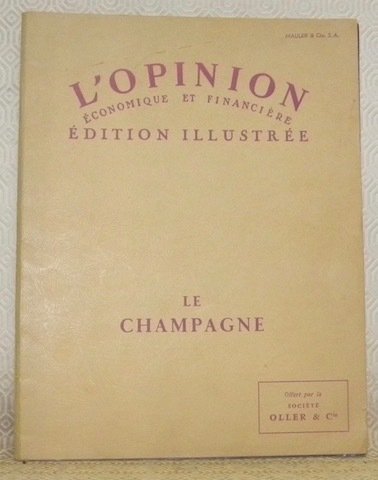 MAULER & Cie. S. A.
L'OPINION
ÉCONOMIQUE ET FINANCIÈRE
ÉDITION ILLUSTRÉE
LE
CHAMPAGNE
Offert par la
SOCIÉTÉ
OLLER & Cie